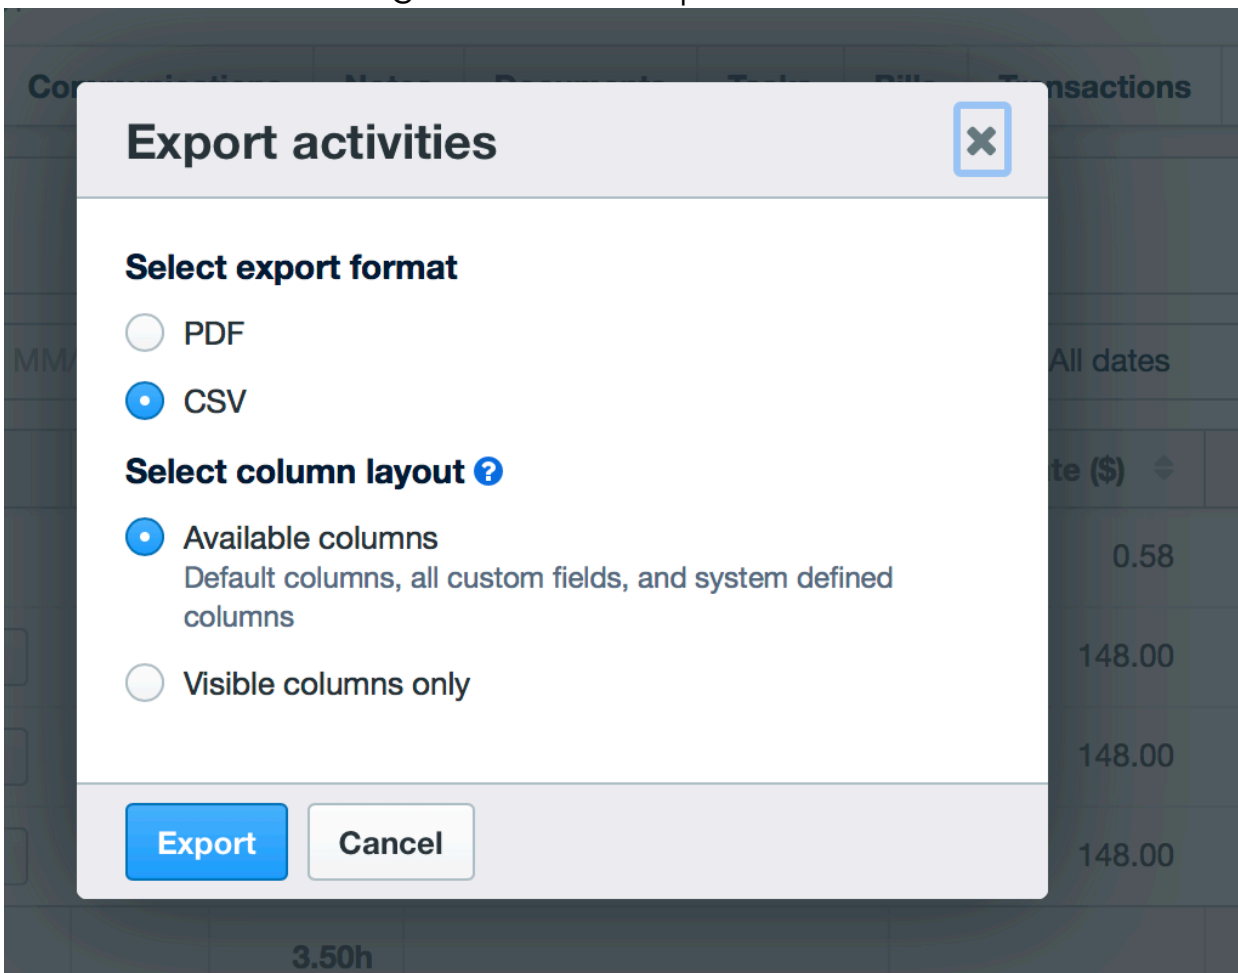 Transactions
Export activities
Select export format
PDF
CSV
All dates
Select column layout
($)
Available columns
0.58
Default columns, all custom fields, and system defined
columns
148.00
Visible columns only
148.00
Export
Cancel
148.00
3.50h